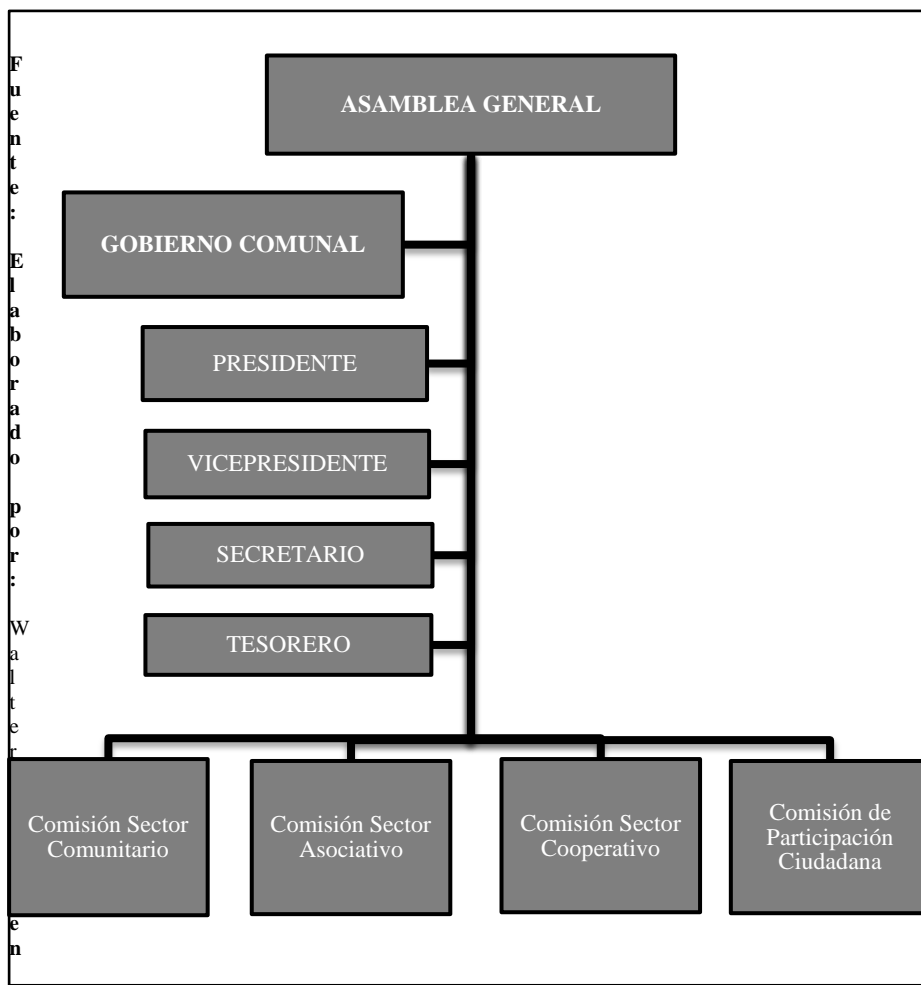 Fuente: Elaborado por: Walter
en
ASAMBLEA GENERAL
GOBIERNO COMUNAL
PRESIDENTE
VICEPRESIDENTE
SECRETARIO
TESORERO
Comisión Sector
Comunitario
Comisión Sector
Asociativo
Comisión Sector
Cooperativo
Comisión de
Participación
Ciudadana